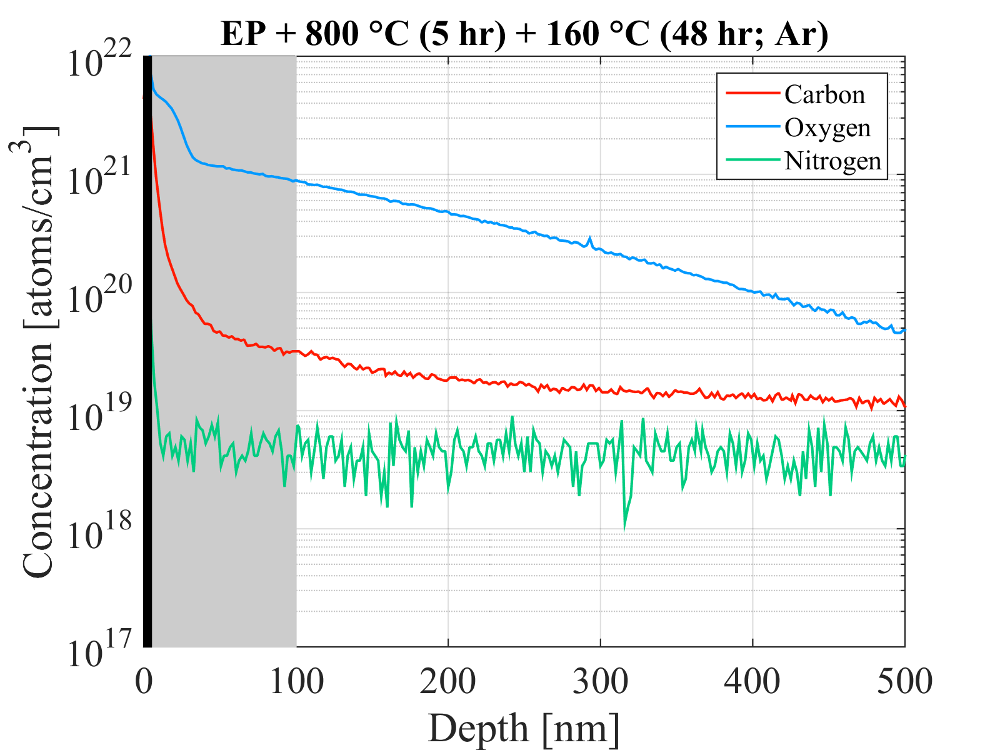 EP + 800 °C (5 hr) + 160 °C (48 hr; Ar)
10^22
10^21
10^20
10^19
10^18
10^17
Concentration [atoms/cm^3]
Carbon
Oxygen
Nitrogen
0 100 200 300 400 500
Depth [nm]